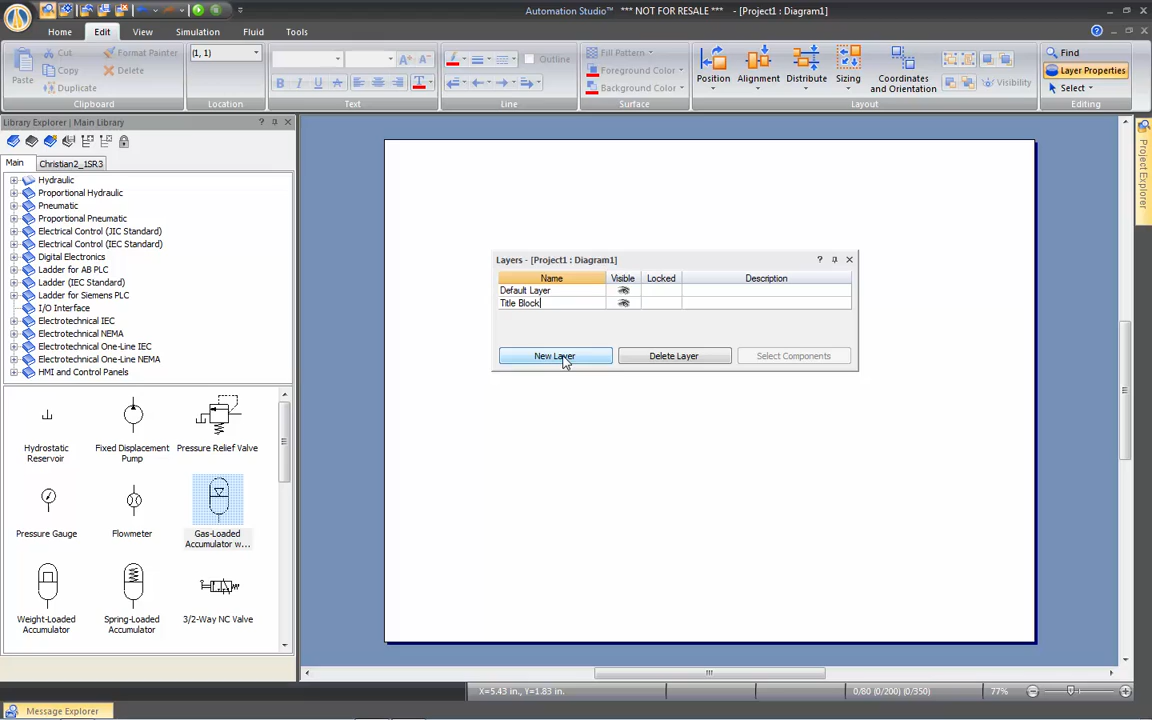 Automation Studio™ *** NOT FOR RESALE *** - [Project1 : Diagram1]
Home Edit View Simulation Fluid Tools
Paste Cut Copy Duplicate Format Painter Delete
Clipboard
(1, 1)
Location
B I U
Text
Outline
Line
Fill Pattern
Foreground Color
Background Color
Surface
Position Alignment Distribute Sizing Coordinates and Orientation Visibility
Layout
Find
Layer Properties
Select
Editing
Library Explorer | Main Library
Main Christian2_1SR3
Hydraulic
Proportional Hydraulic
Pneumatic
Proportional Pneumatic
Electrical Control (JIC Standard)
Electrical Control (IEC Standard)
Digital Electronics
Ladder for AB PLC
Ladder (IEC Standard)
Ladder for Siemens PLC
I/O Interface
Electrotechnical IEC
Electrotechnical NEMA
Electrotechnical One-Line IEC
Electrotechnical One-Line NEMA
HMI and Control Panels
Hydrostatic Reservoir
Fixed Displacement Pump
Pressure Relief Valve
Pressure Gauge
Flowmeter
Gas-Loaded Accumulator w...
Weight-Loaded Accumulator
Spring-Loaded Accumulator
3/2-Way NC Valve
Layers - [Project1 : Diagram1]
Name Visible Locked Description
Default Layer
Title Block
New Layer Delete Layer Select Components
Project Explorer
X=5.43 in., Y=1.83 in. 0/80 (0/200) (0/350) 77%
Message Explorer